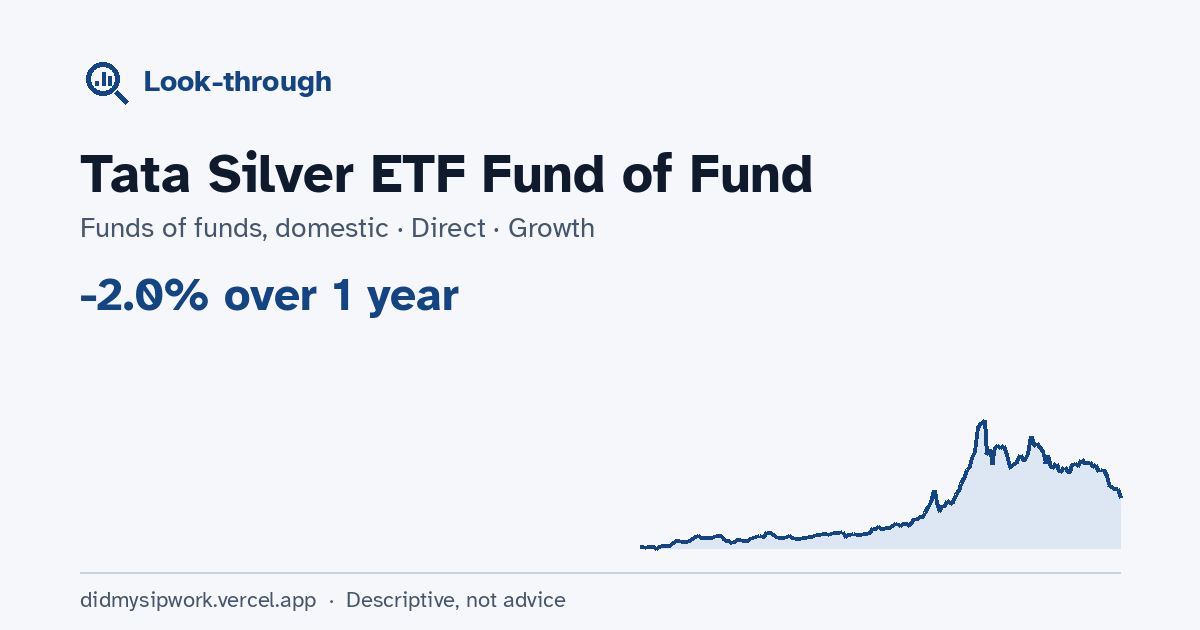 Look-through
Tata Silver ETF Fund of Fund
Funds of funds, domestic · Direct · Growth
-2.0% over 1 year
didmysipwork.vercel.app · Descriptive, not advice